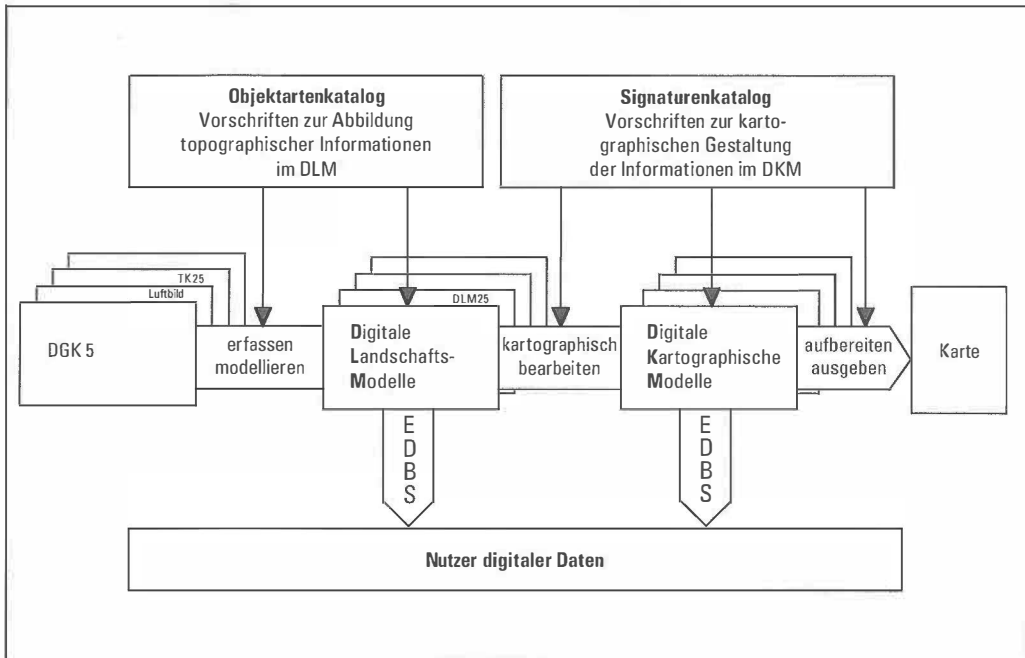 Objektartenkatalog
Vorschriften zur Abbildung
topographischer Informationen
im DLM
Signaturenkatalog
Vorschriften zur karto-
graphischen Gestaltung
der Informationen im DKM
TK25
Luftbild
DGK 5
erfassen
modellieren
DLM25
Digitale
Landschafts-
Modelle
kartographisch
bearbeiten
Digitale
Kartographische
Modelle
aufbereiten
ausgeben
Karte
E
D
B
S
E
D
B
S
Nutzer digitaler Daten